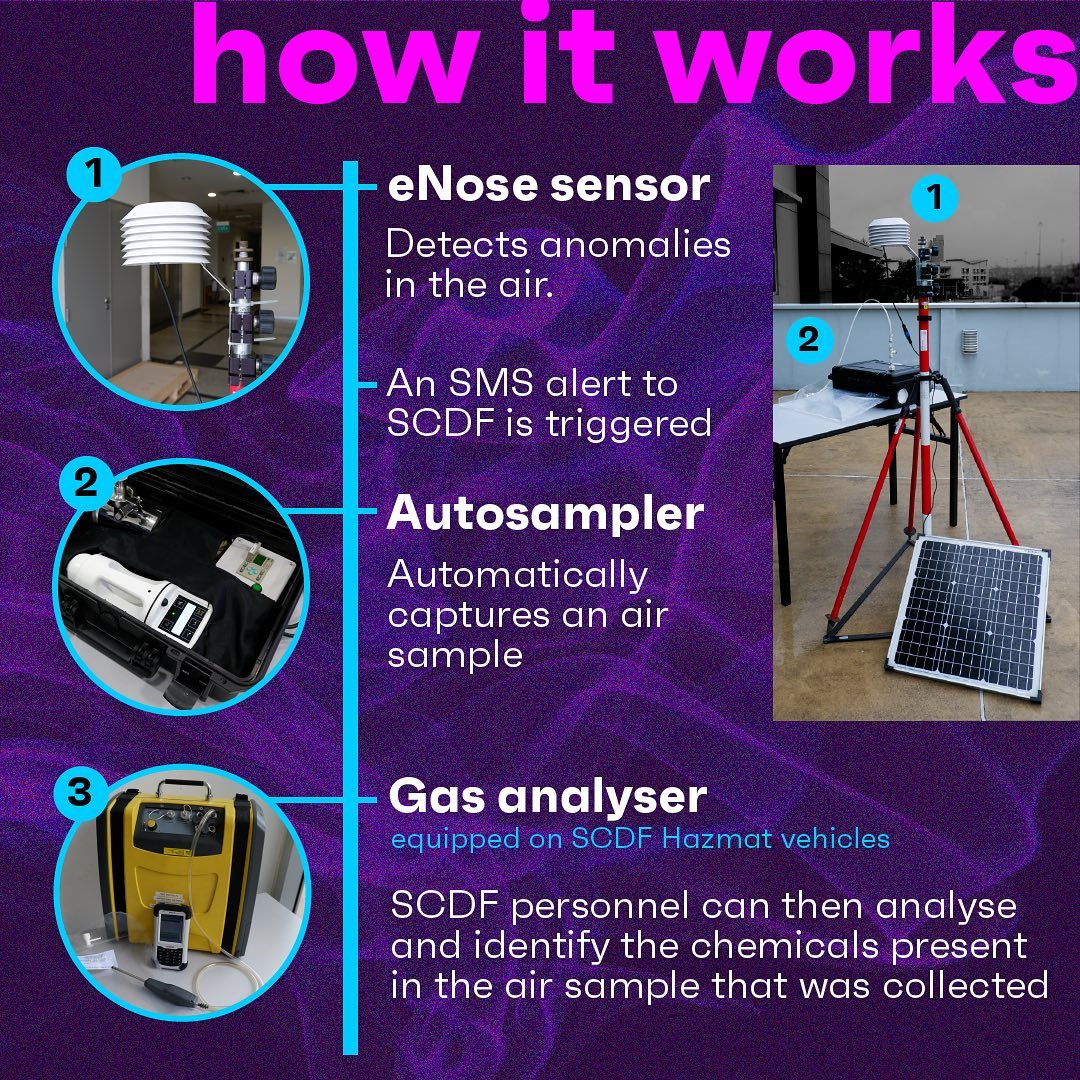 how it works
1
eNose sensor
Detects anomalies
in the air.
An SMS alert to
SCDF is triggered
2
Autosampler
Automatically
captures an air
sample
3
Gas analyser
equipped on SCDF Hazmat vehicles
SCDF personnel can then analyse
and identify the chemicals present
in the air sample that was collected
1
2